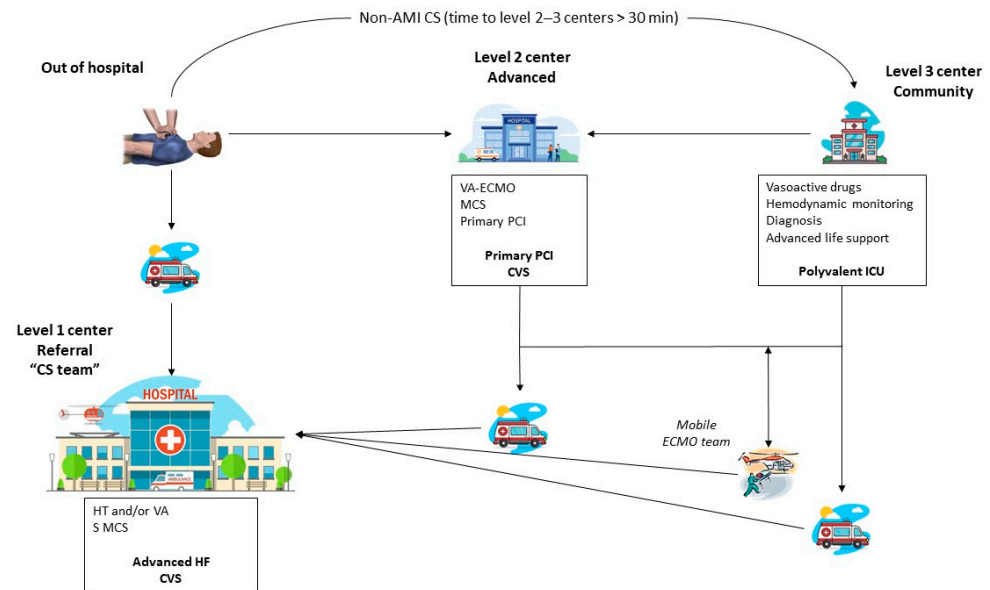 Non-AMI CS (time to level 2–3 centers > 30 min)
Out of hospital
Level 2 center
Advanced
Level 3 center
Community
HOSPITAL
VA-ECMO
MCS
Primary PCI
Primary PCI
CVS
Vasoactive drugs
Hemodynamic monitoring
Diagnosis
Advanced life support
Polyvalent ICU
Level 1 center
Referral
“CS team”
HOSPITAL
AMBULANCE
Mobile
ECMO team
HT and/or VA
S MCS
Advanced HF
CVS